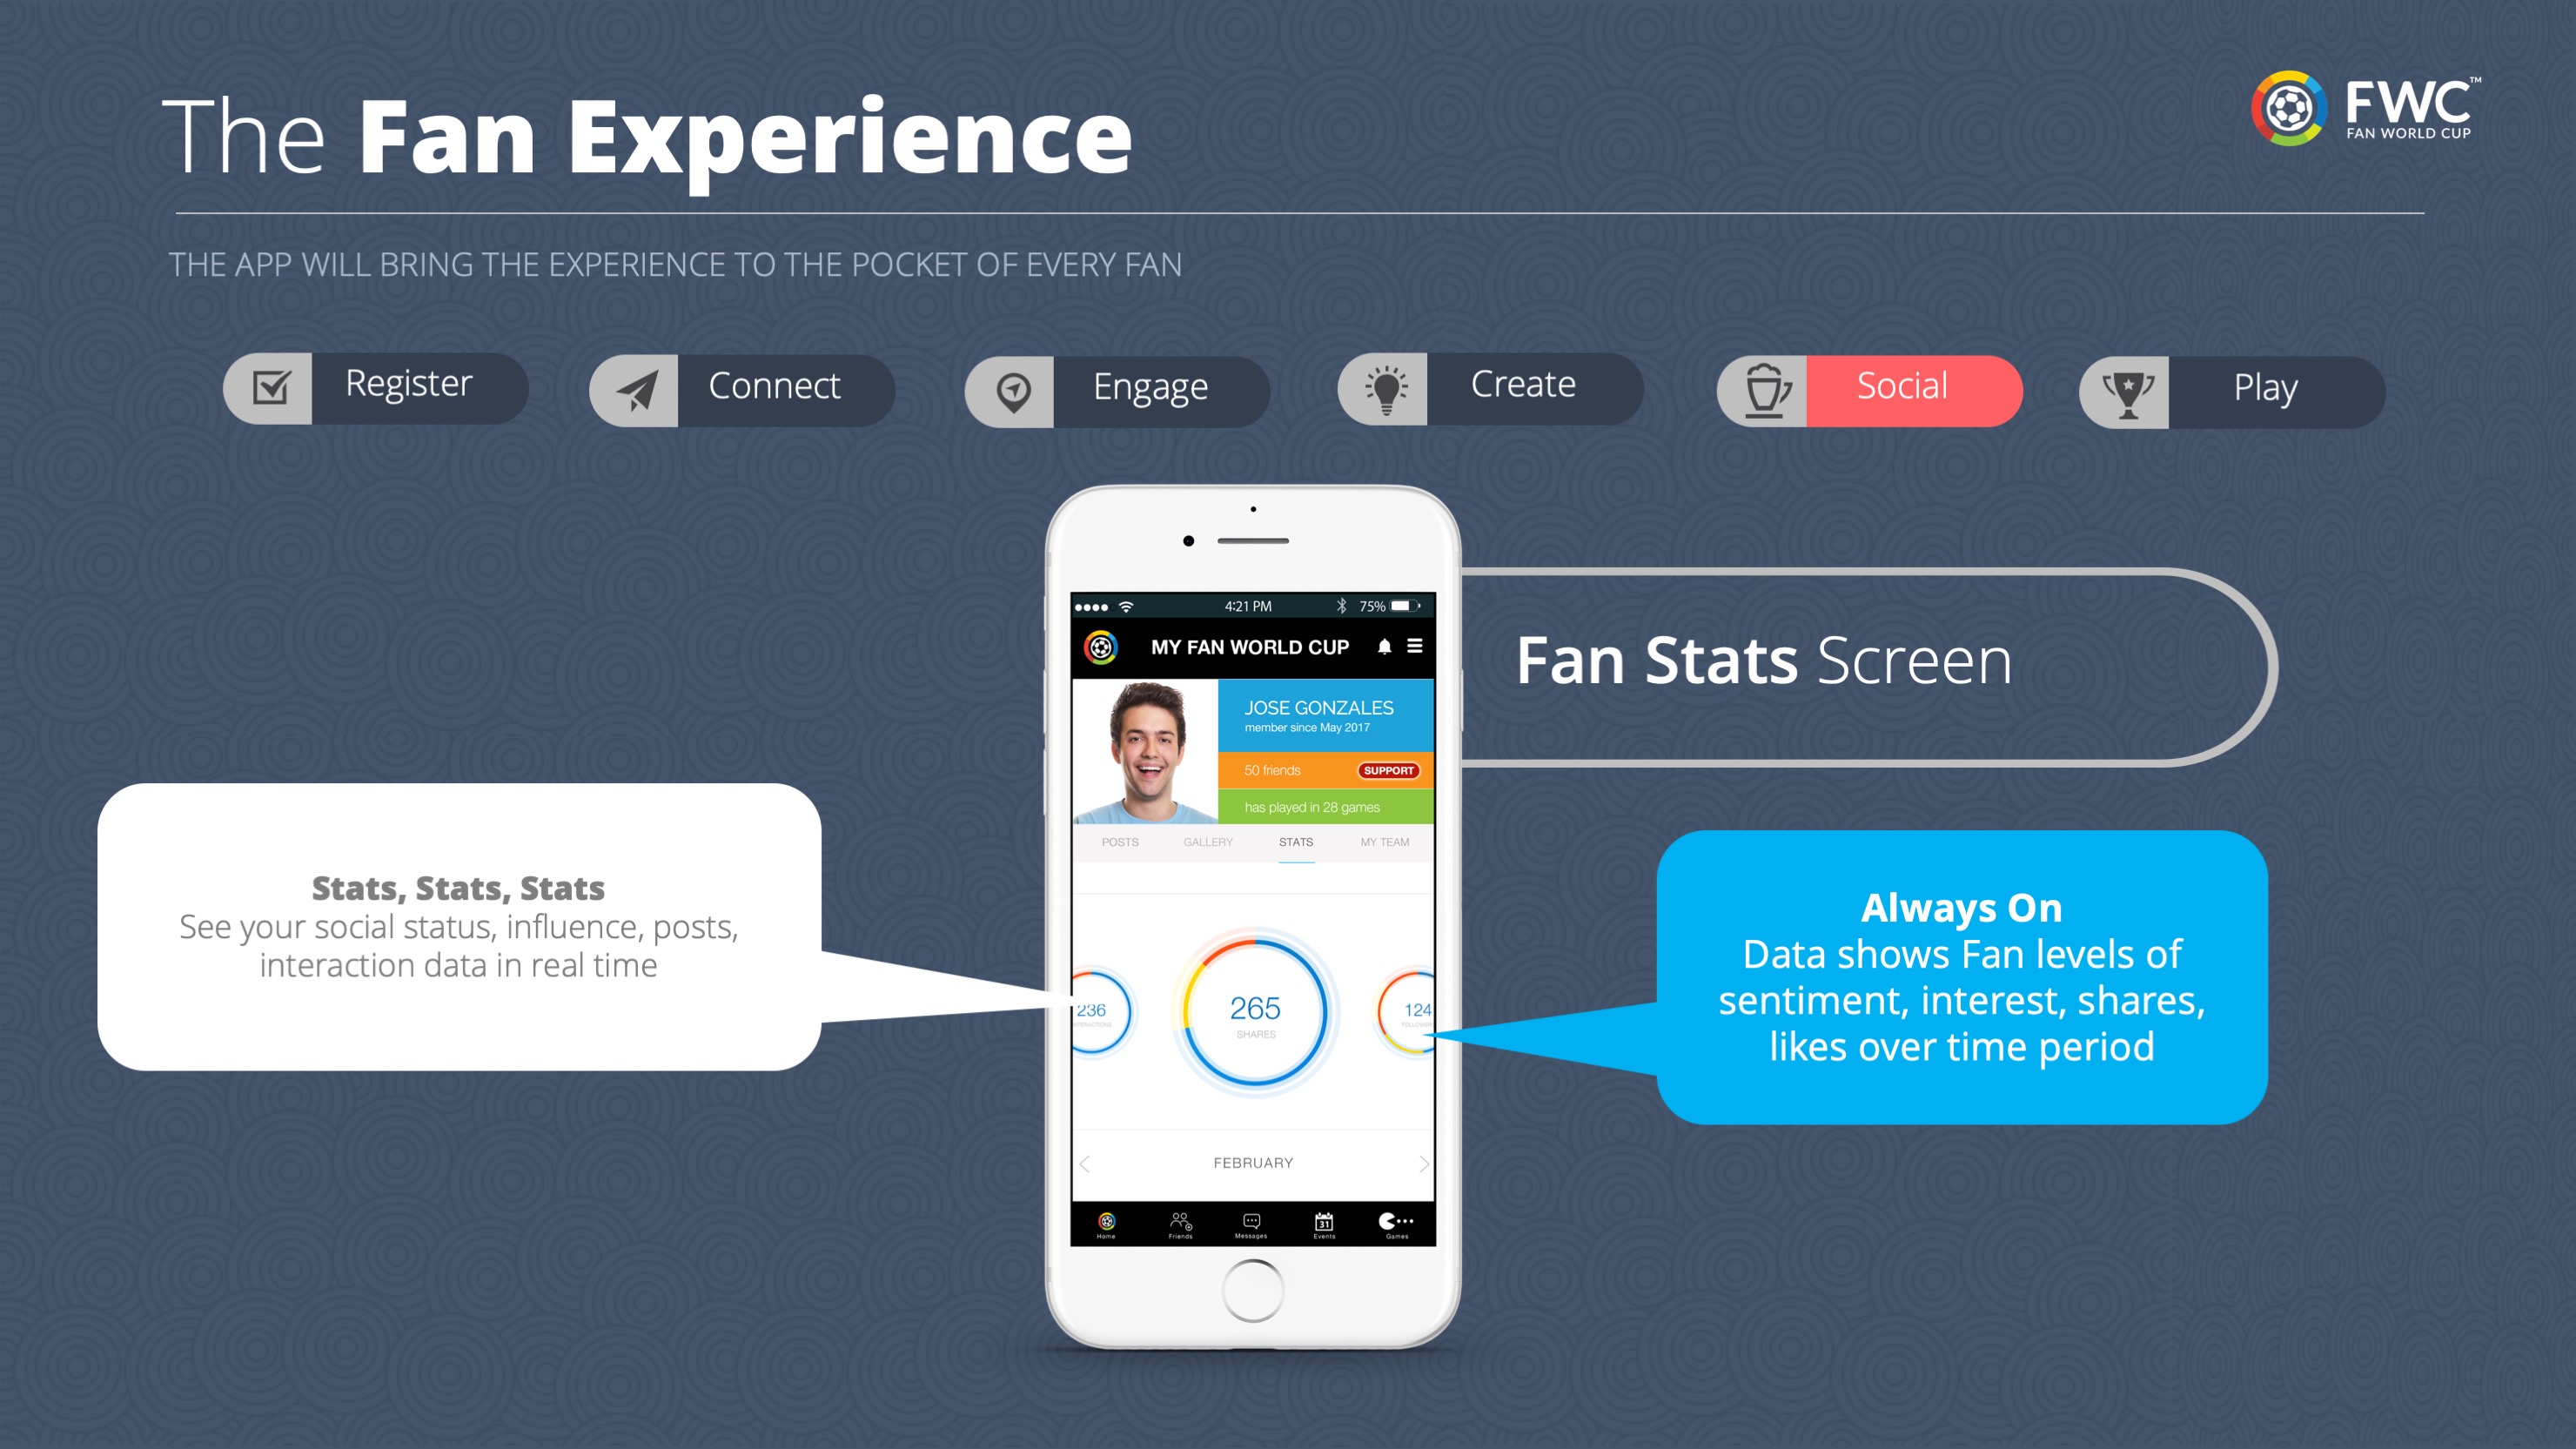 The Fan Experience
FWC™
FAN WORLD CUP
THE APP WILL BRING THE EXPERIENCE TO THE POCKET OF EVERY FAN
Register
Connect
Engage
Create
Social
Play
4:21 PM
75%
MY FAN WORLD CUP
Fan Stats Screen
JOSE GONZALES
member since May 2017
50 friends
SUPPORT
has played in 28 games
POSTS
GALLERY
STATS
MY TEAM
Stats, Stats, Stats
See your social status, influence, posts,
interaction data in real time
236
265
SHARES
124
Always On
Data shows Fan levels of
sentiment, interest, shares,
likes over time period
FEBRUARY
31
Home
Friends
Messages
Events
Games